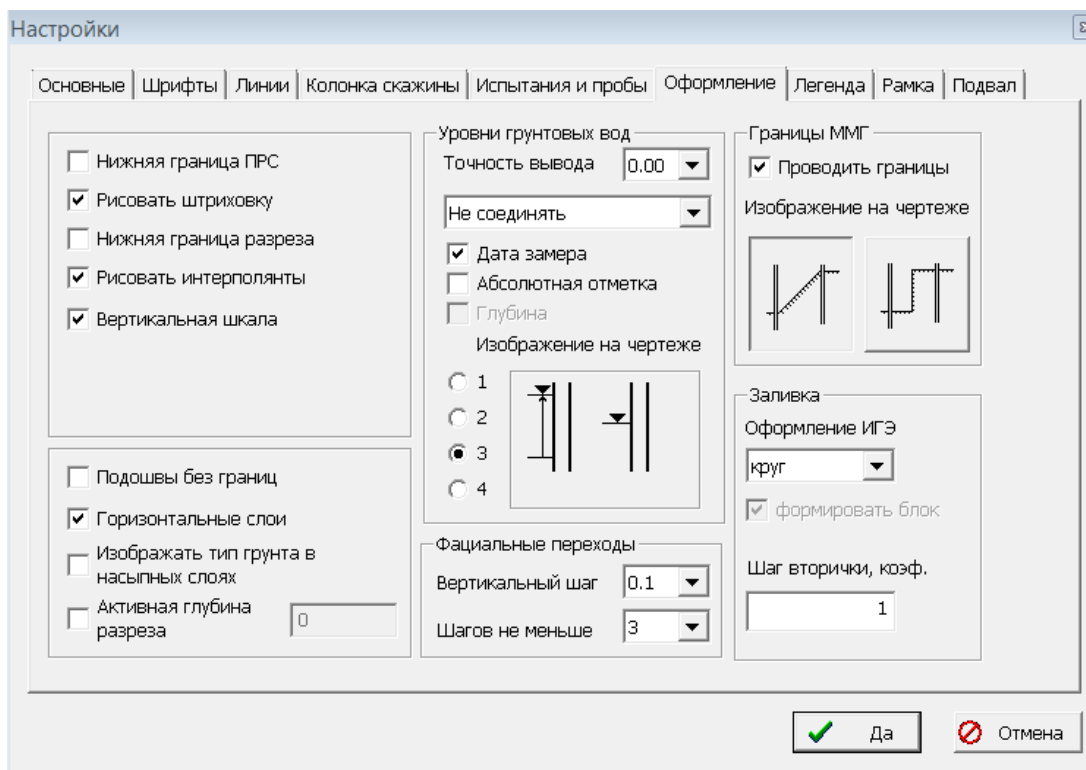 Настройки
Основные
Шрифты
Линии
Колонка скажины
Испытания и пробы
Оформление
Легенда
Рамка
Подвал
Нижняя граница ПРС
Рисовать штриховку
Нижняя граница разреза
Рисовать интерполянты
Вертикальная шкала
Подошвы без границ
Горизонтальные слои
Изображать тип грунта в
насыпных слоях
Активная глубина
разреза
0
Уровни грунтовых вод
Точность вывода
0.00
Не соединять
Дата замера
Абсолютная отметка
Глубина
Изображение на чертеже
1
2
3
4
Фациальные переходы
Вертикальный шаг
0.1
Шагов не меньше
3
Границы ММГ
Проводить границы
Изображение на чертеже
Заливка
Оформление ИГЭ
круг
формировать блок
Шаг вторички, коэф.
1
Да
Отмена